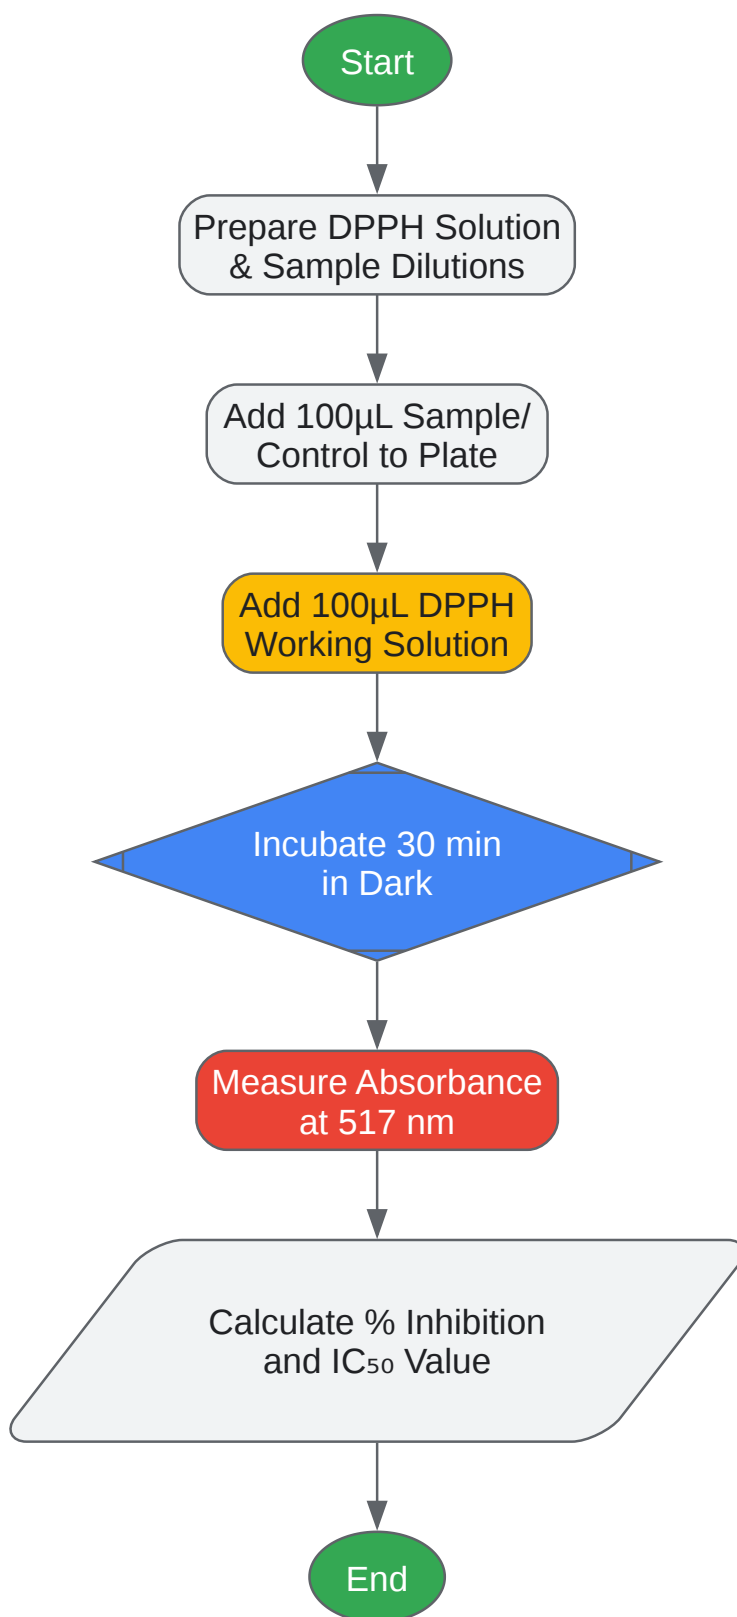 Start
Prepare DPPH Solution
& Sample Dilutions
Add 100µL Sample/
Control to Plate
Add 100µL DPPH
Working Solution
Incubate 30 min
in Dark
Measure Absorbance
at 517 nm
Calculate % Inhibition
and IC₅₀ Value
End